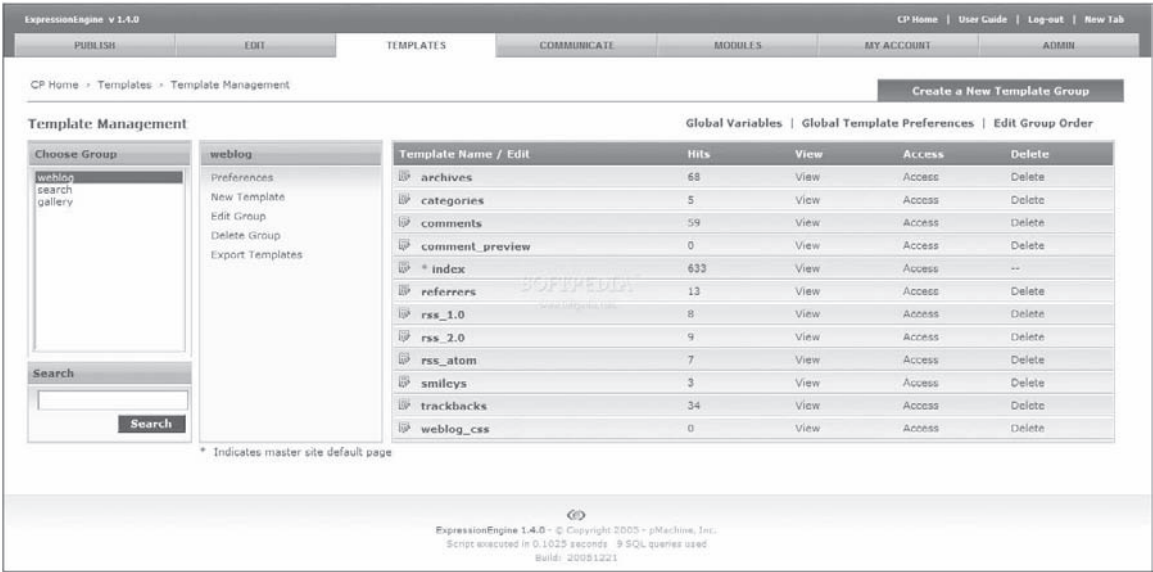 ExpressionEngine v 1.4.0
CP Home | User Guide | Log-out | New Tab
PUBLISH EDIT TEMPLATES COMMUNICATE MODULES MY ACCOUNT ADMIN
CP Home > Templates > Template Management
Create a New Template Group
Template Management
Global Variables | Global Template Preferences | Edit Group Order
Choose Group
weblog
search
gallery
Search
Search
weblog
Preferences
New Template
Edit Group
Delete Group
Export Templates
Template Name / Edit Hits View Access Delete
archives 68 View Access Delete
categories 5 View Access Delete
comments 59 View Access Delete
comment_preview 0 View Access Delete
* index 633 View Access --
referrers 13 View Access Delete
rss_1.0 8 View Access Delete
rss_2.0 9 View Access Delete
rss_atom 7 View Access Delete
smileys 3 View Access Delete
trackbacks 34 View Access Delete
weblog_css 0 View Access Delete
SOFTPEDIA
* Indicates master site default page
ExpressionEngine 1.4.0 - © Copyright 2005 - pMachine, Inc.
Script executed in 0.1025 seconds 9 SQL queries used
Build: 20051221